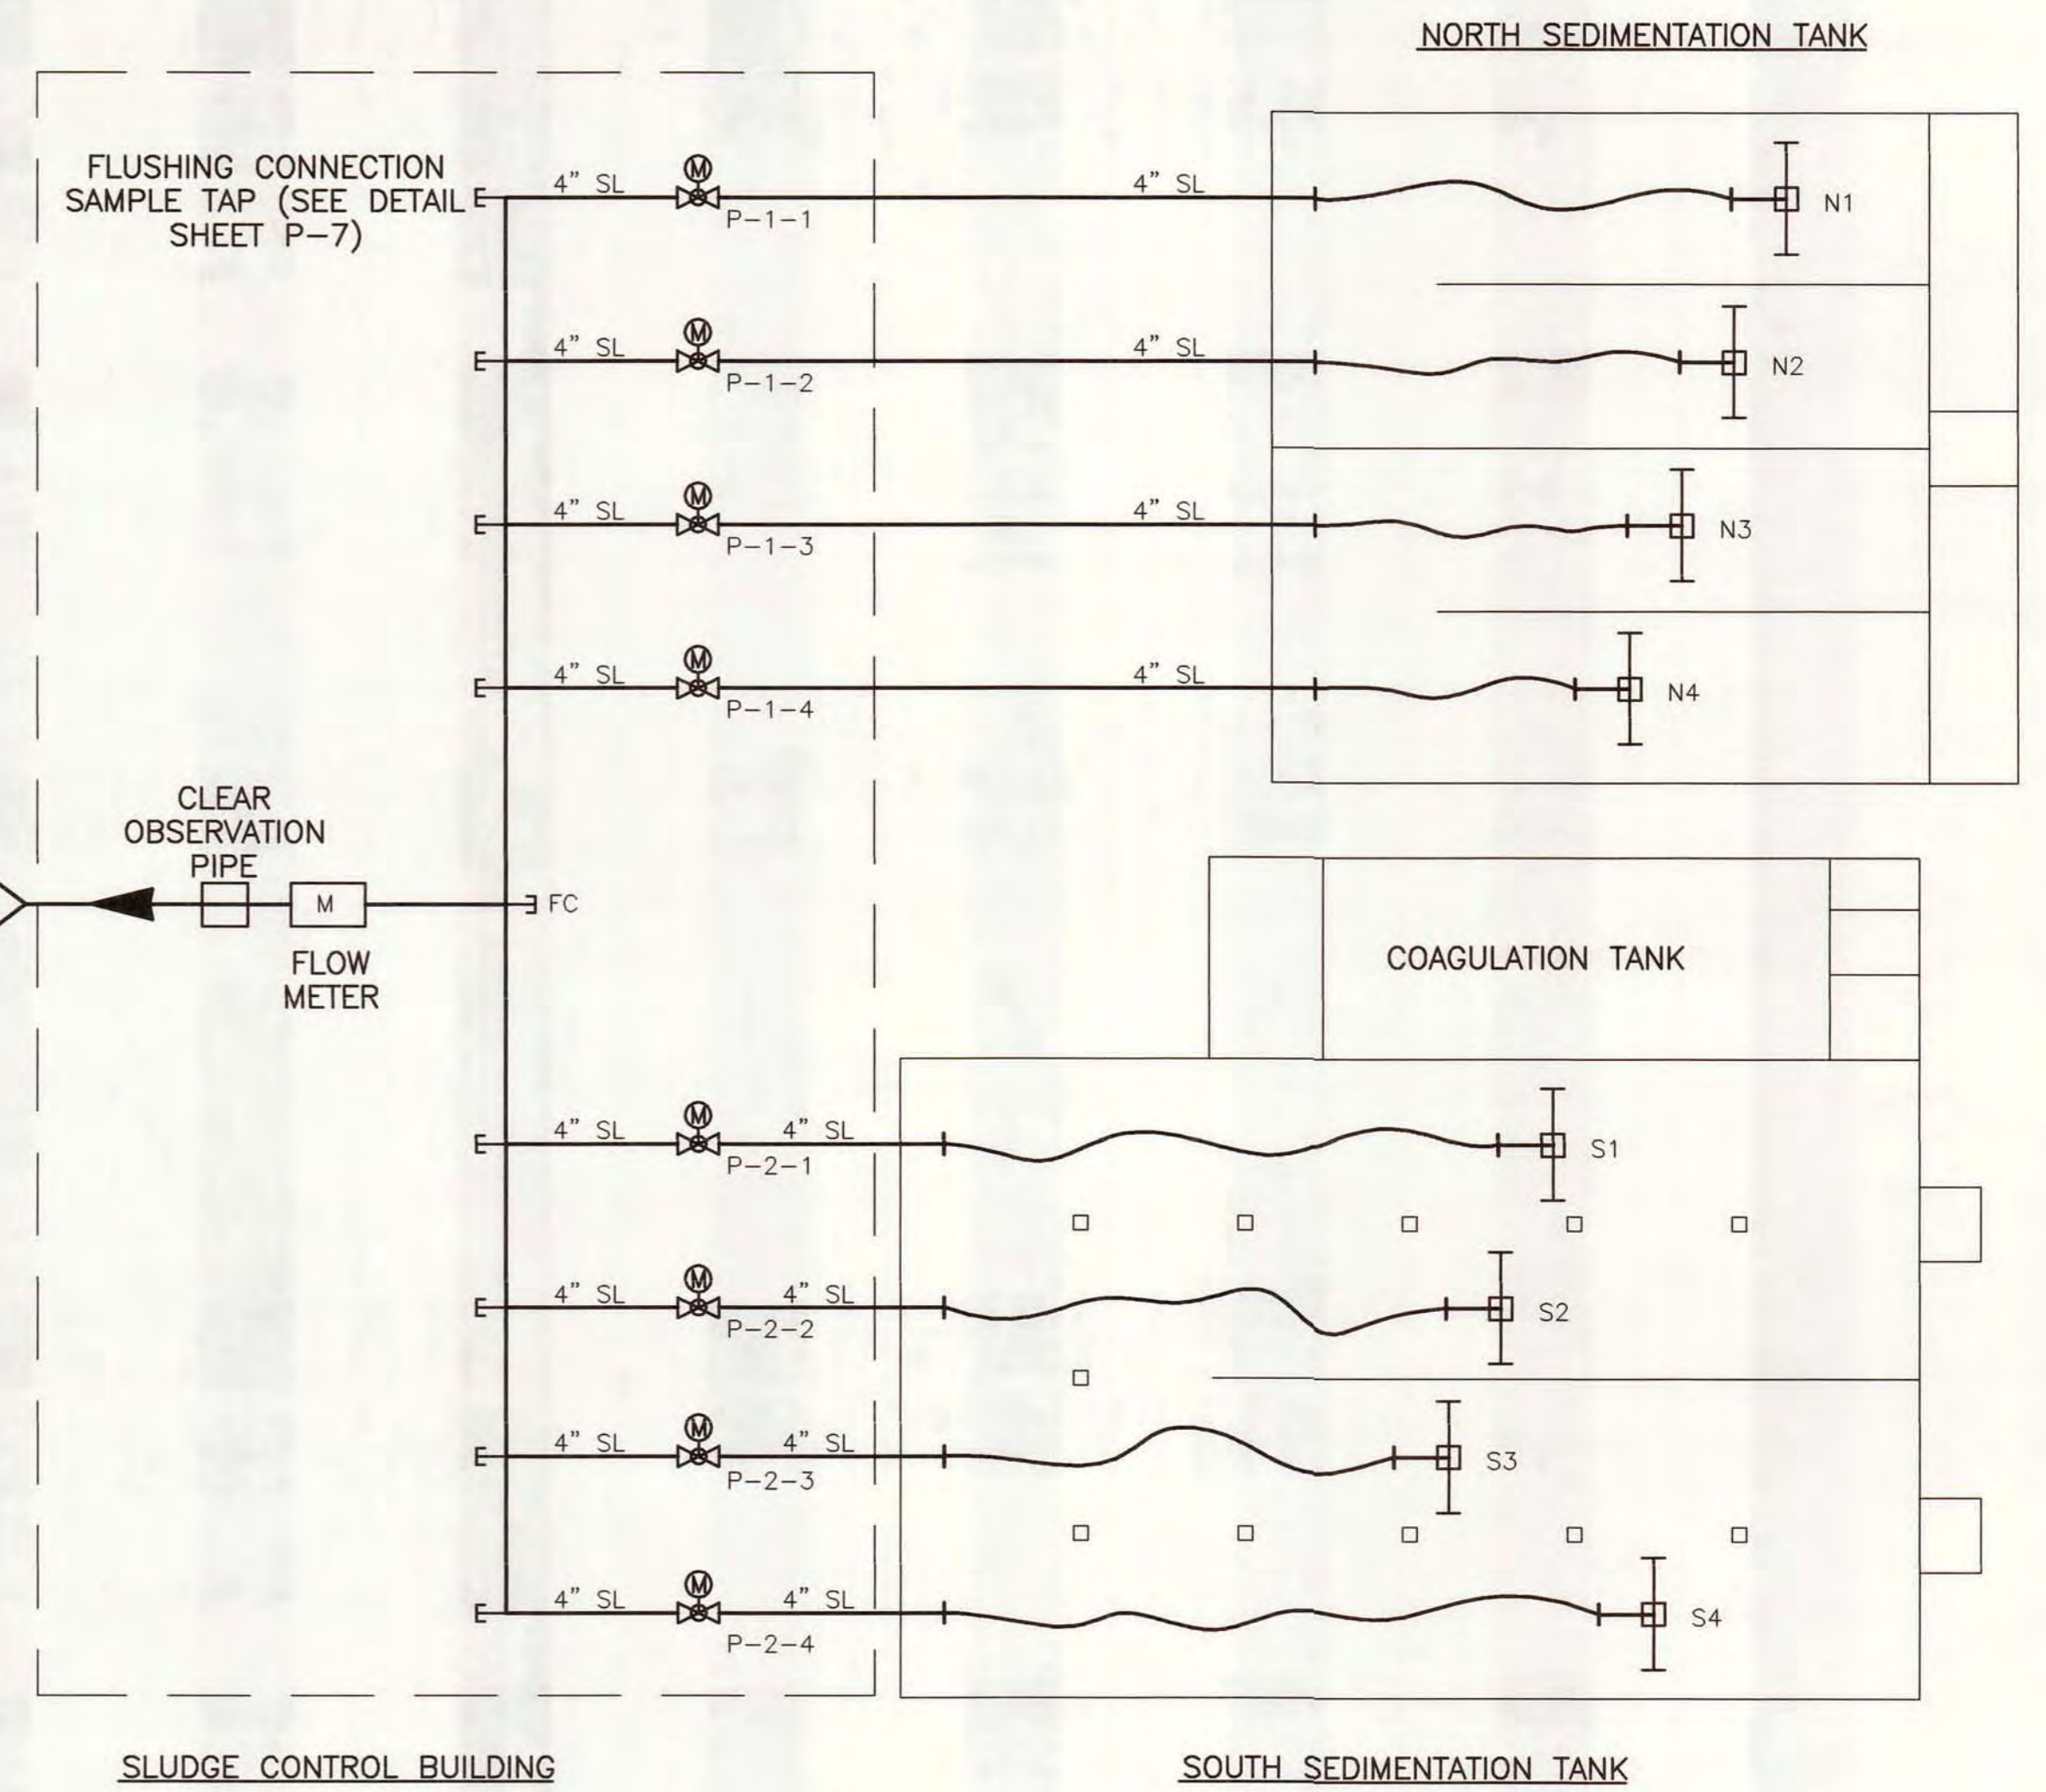 NORTH SEDIMENTATION TANK
FLUSHING CONNECTION
SAMPLE TAP (SEE DETAIL
SHEET P-7)
4" SL
M
P-1-1
4" SL
N1
4" SL
M
P-1-2
4" SL
N2
4" SL
M
P-1-3
4" SL
N3
4" SL
M
P-1-4
4" SL
N4
CLEAR
OBSERVATION
PIPE
M
FC
FLOW
METER
COAGULATION TANK
4" SL
M
4" SL
P-2-1
S1
4" SL
M
4" SL
P-2-2
S2
4" SL
M
4" SL
P-2-3
S3
4" SL
M
4" SL
P-2-4
S4
SLUDGE CONTROL BUILDING
SOUTH SEDIMENTATION TANK